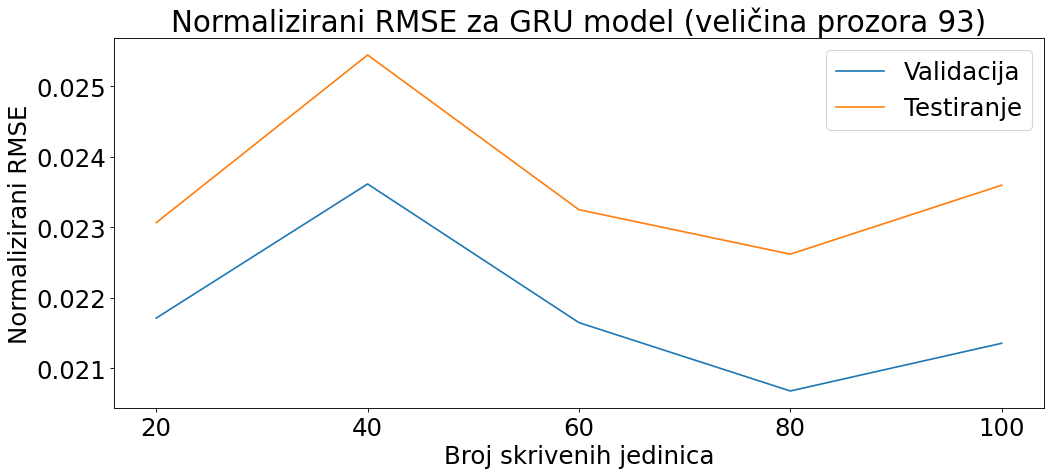 Normalizirani RMSE za GRU model (veličina prozora 93)
Validacija
Testiranje
Normalizirani RMSE
0.025
0.024
0.023
0.022
0.021
20 40 60 80 100
Broj skrivenih jedinica